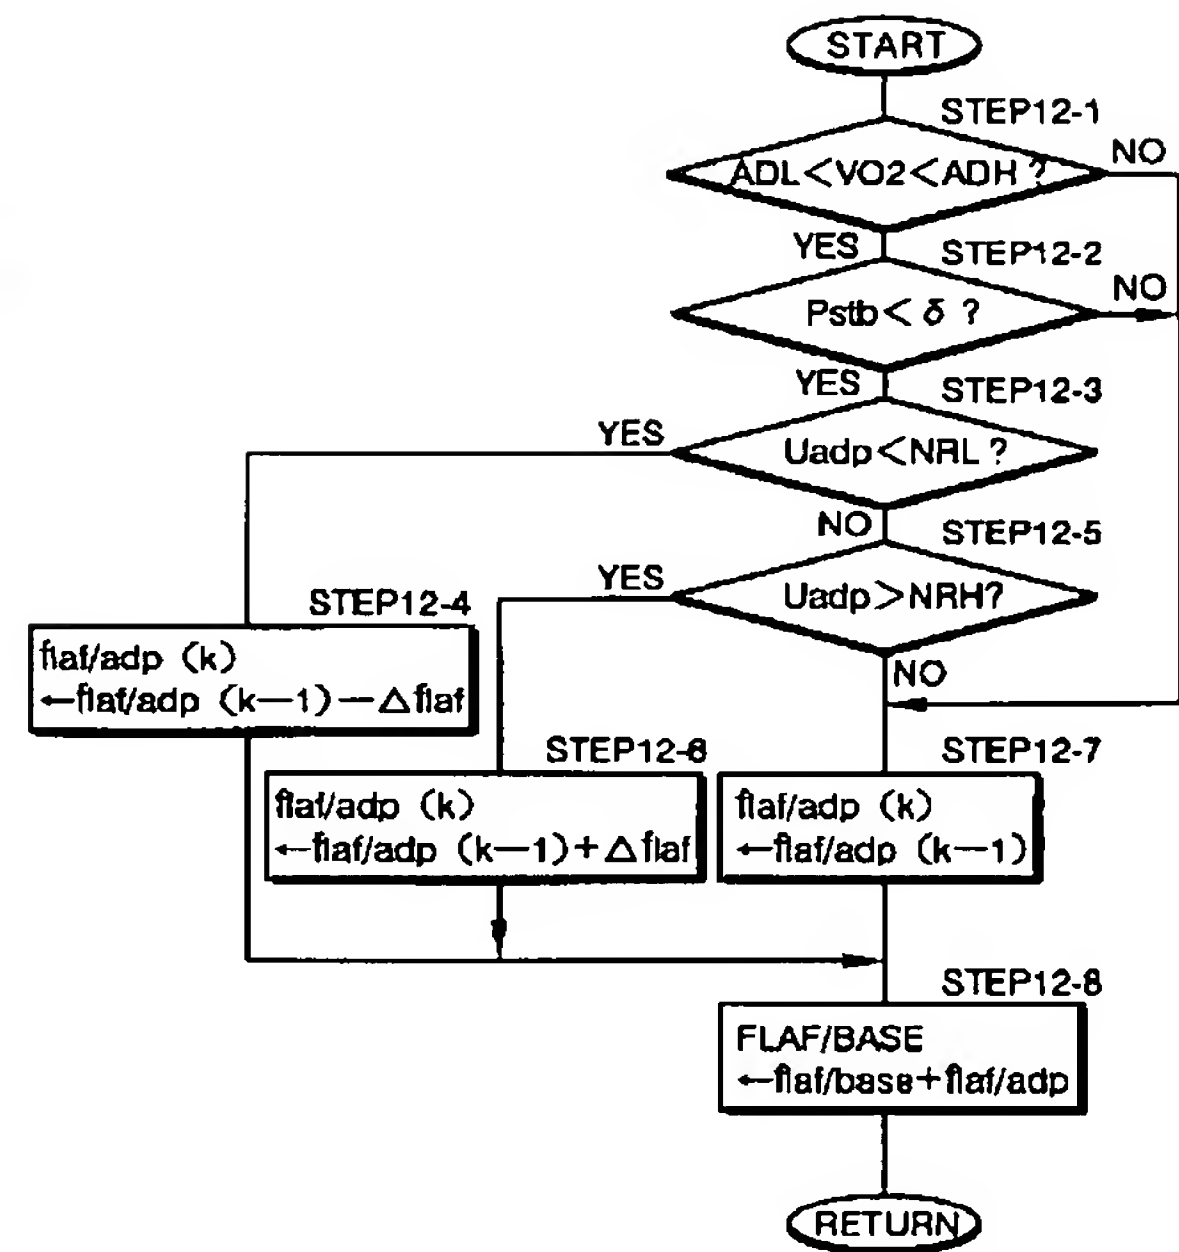 START
STEP12-1
ADL<VO2<ADH?
NO
YES
STEP12-2
Pstb<δ?
NO
YES
STEP12-3
YES
Uadp<NRL?
NO
STEP12-5
YES
Uadp>NRH?
STEP12-4
NO
flaf/adp (k)
←flaf/adp (k—1)—△flaf
STEP12-6
STEP12-7
flaf/adp (k)
←flaf/adp (k—1)+△flaf
flaf/adp (k)
←flaf/adp (k—1)
STEP12-8
FLAF/BASE
←flaf/base+flaf/adp
RETURN